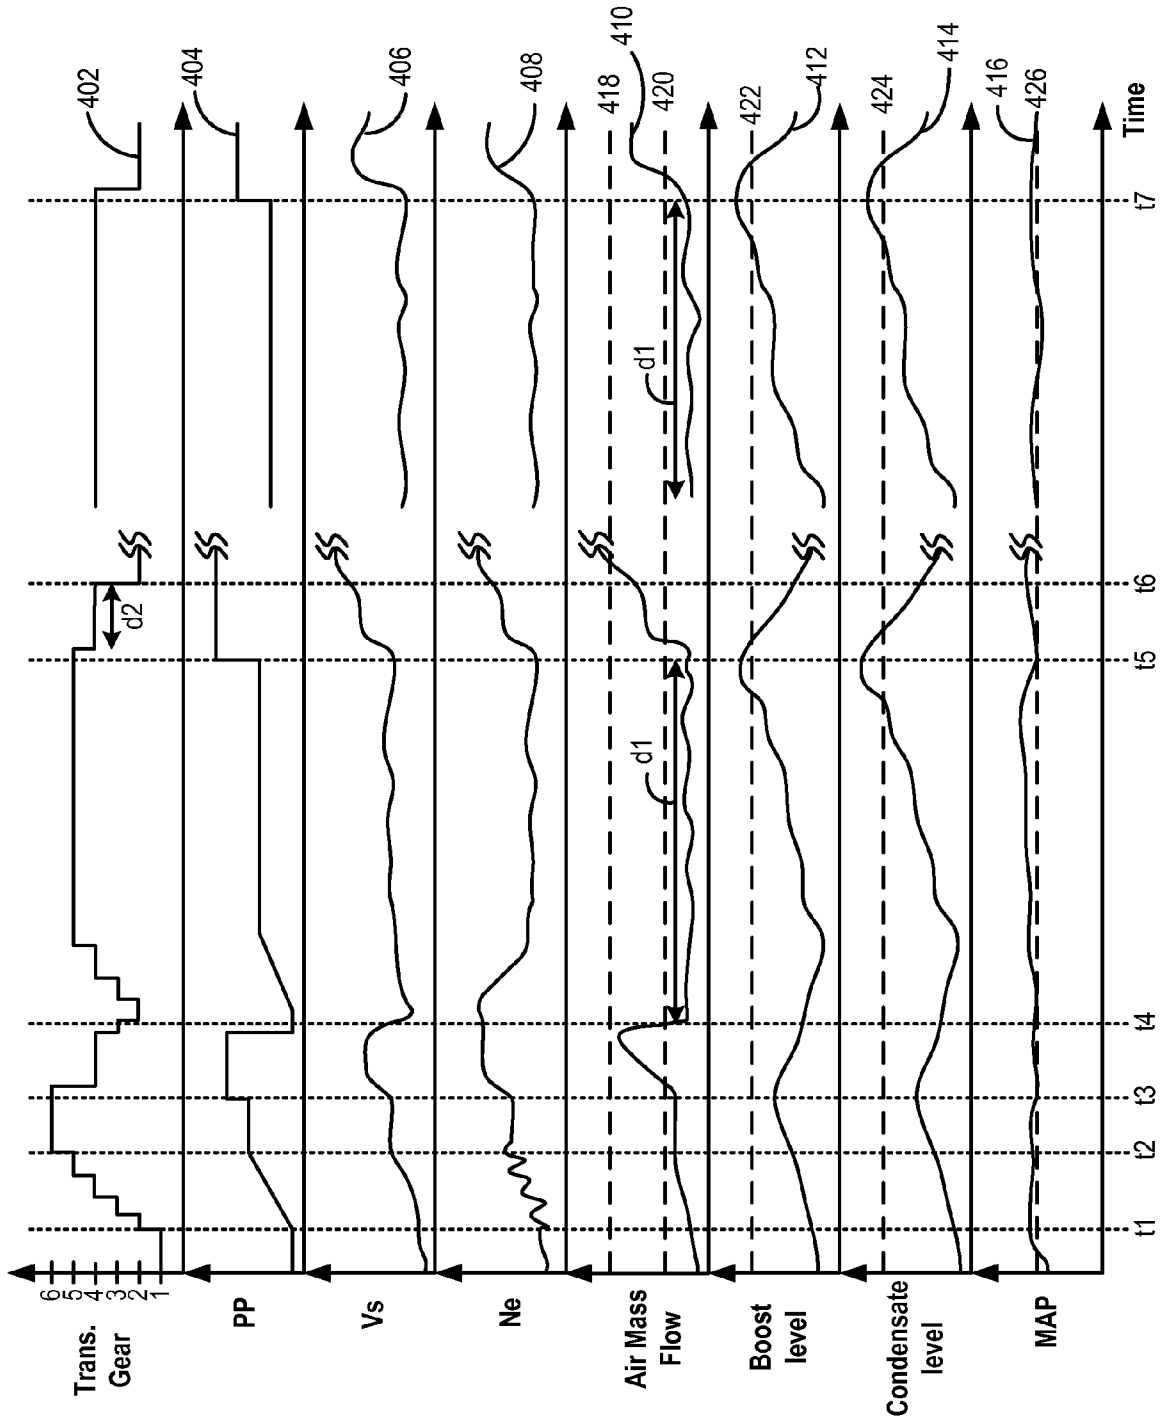 Trans.
Gear
6
5
4
3
2
1
402
d2
PP
404
Vs
406
Ne
408
Air Mass
Flow
410
418
420
d1
d1
Boost
level
422
412
Condensate
level
424
414
MAP
416
426
t1
t2
t3
t4
t5
t6
t7
Time